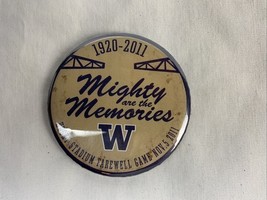 1920-2011
Mighty
are the
Memories
W
STADIUM FAREWELL GAME NOV. 5 2011